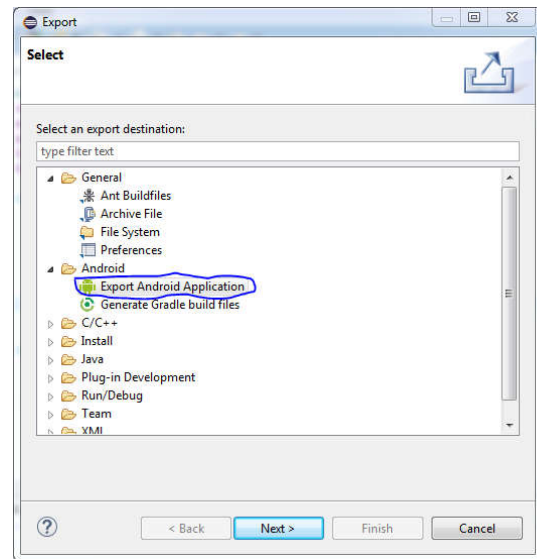 Export
Select
Select an export destination:
type filter text
General
Ant Buildfiles
Archive File
File System
Preferences
Android
Export Android Application
Generate Gradle build files
C/C++
Install
Java
Plug-in Development
Run/Debug
Team
XML
?
< Back
Next >
Finish
Cancel